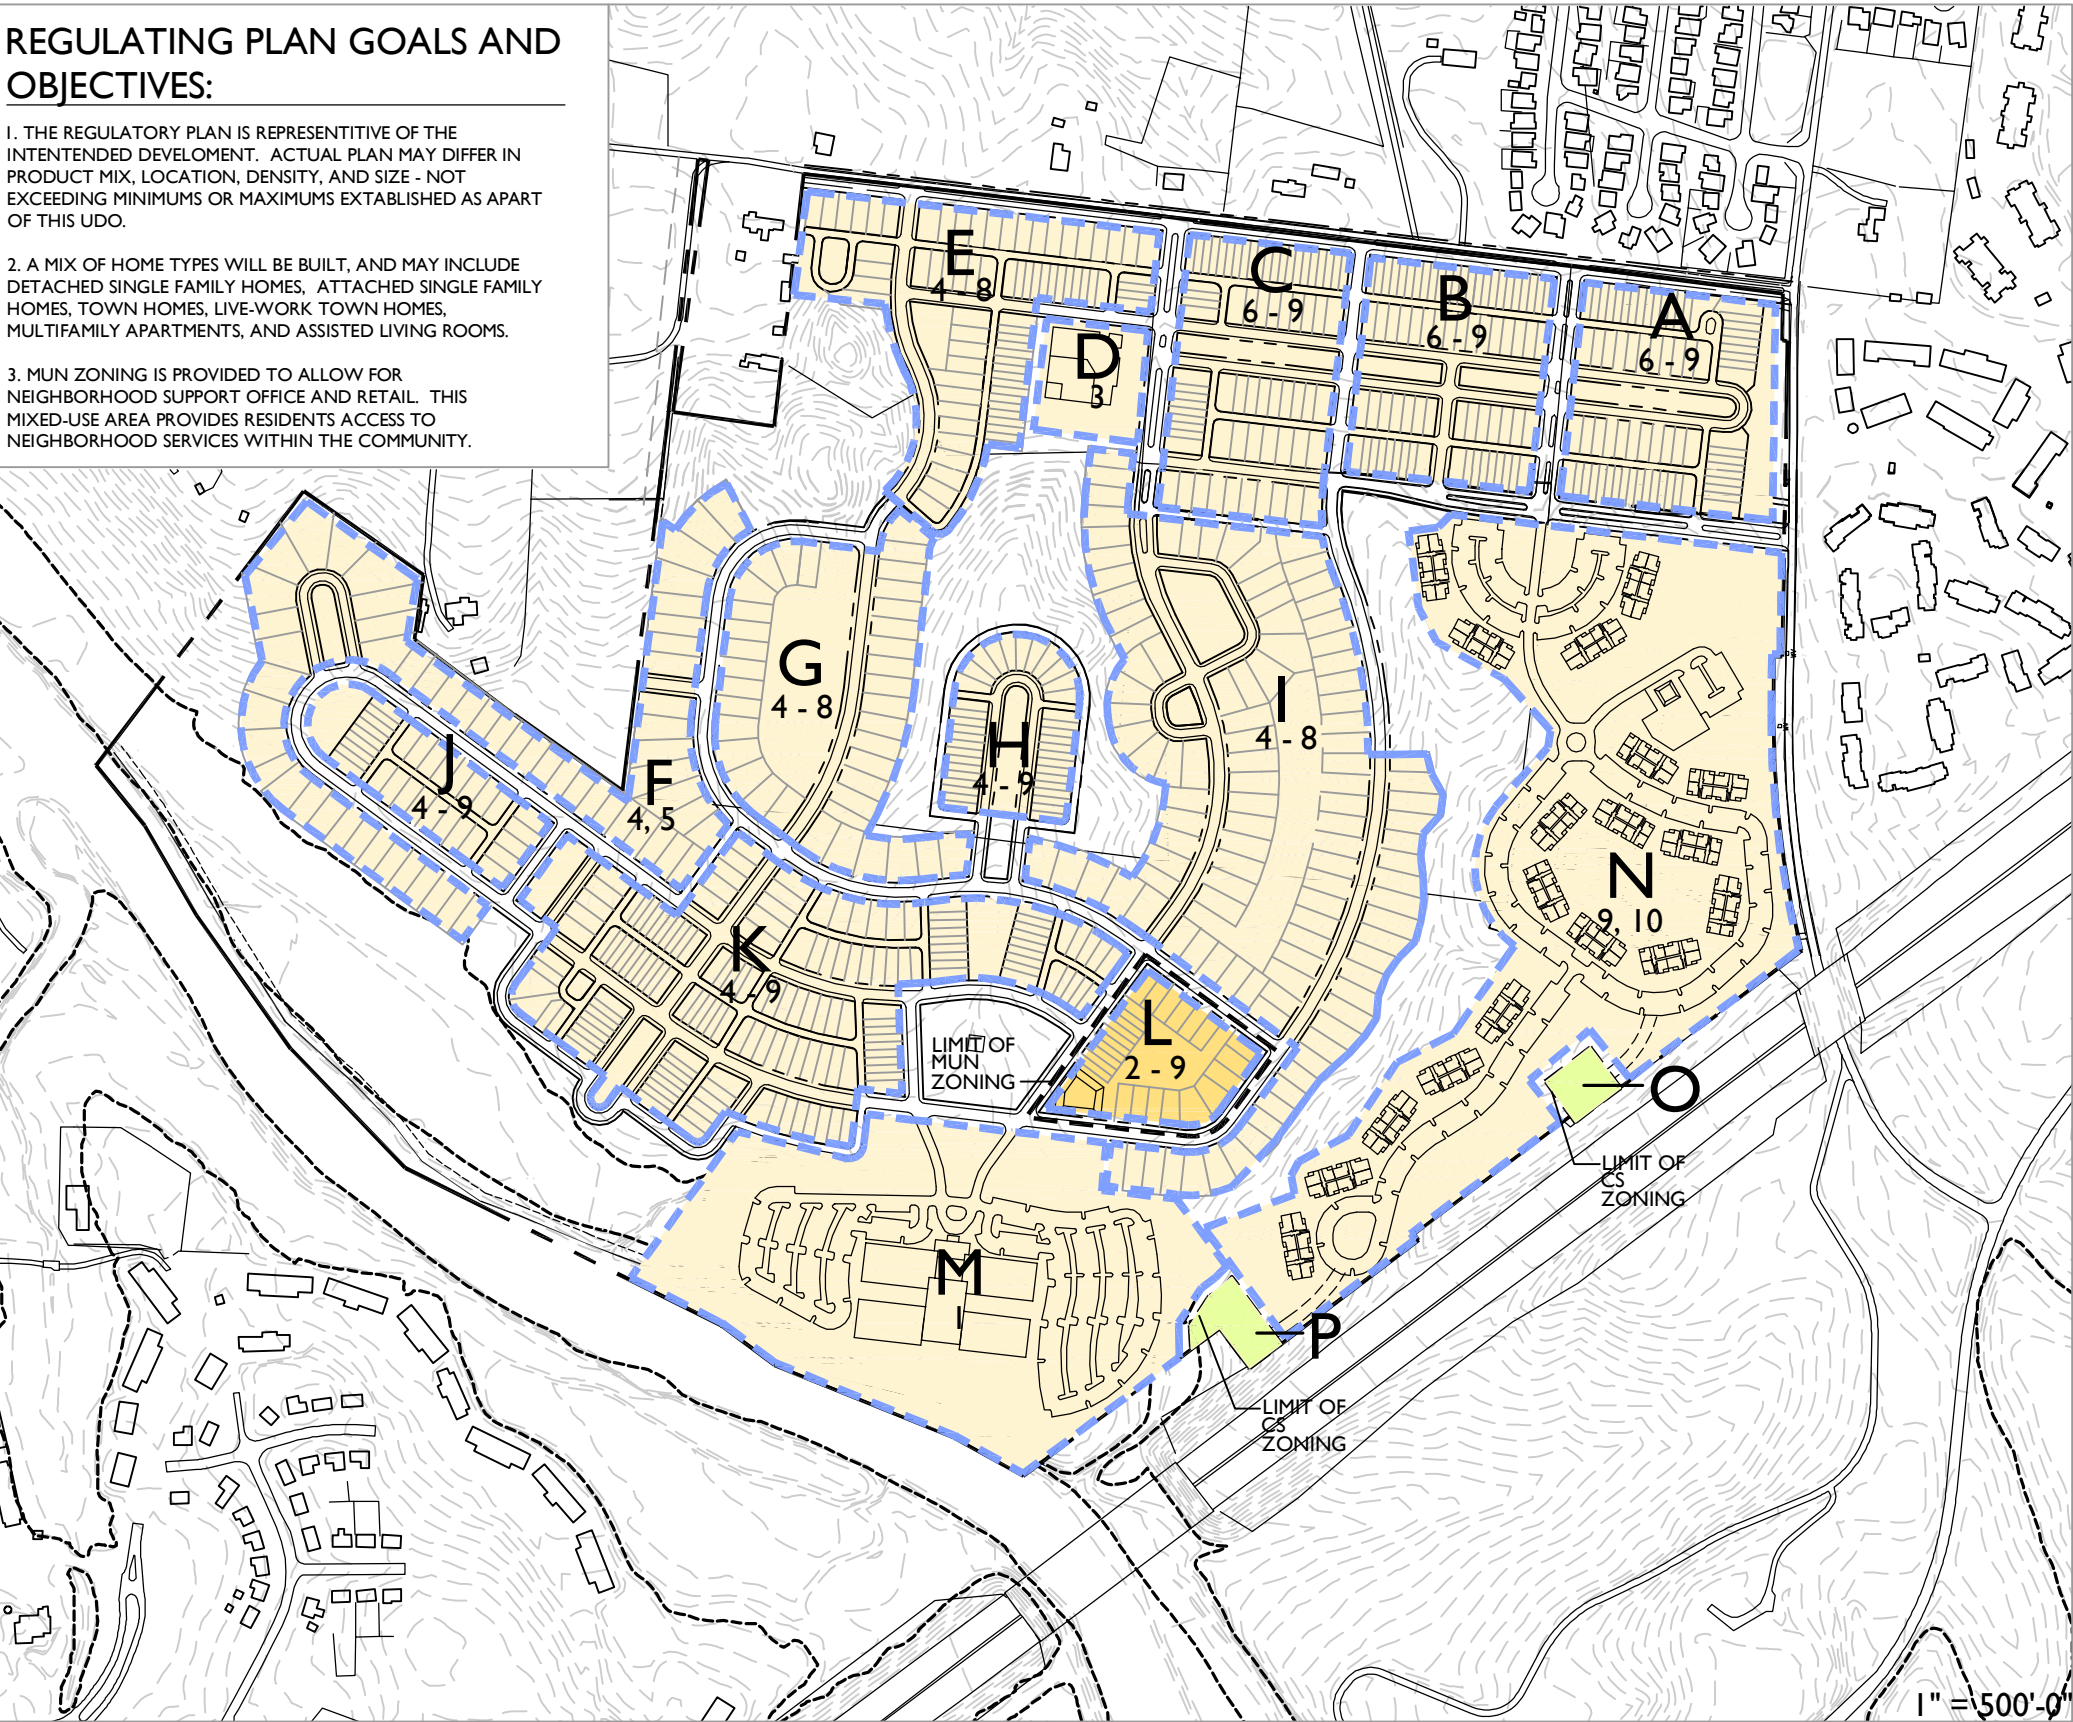 REGULATING PLAN GOALS AND
OBJECTIVES:
1. THE REGULATORY PLAN IS REPRESENTITIVE OF THE
INTENTENDED DEVELOMENT. ACTUAL PLAN MAY DIFFER IN
PRODUCT MIX, LOCATION, DENSITY, AND SIZE - NOT
EXCEEDING MINIMUMS OR MAXIMUMS EXTABLISHED AS APART
OF THIS UDO.
2. A MIX OF HOME TYPES WILL BE BUILT, AND MAY INCLUDE
DETACHED SINGLE FAMILY HOMES, ATTACHED SINGLE FAMILY
HOMES, TOWN HOMES, LIVE-WORK TOWN HOMES,
MULTIFAMILY APARTMENTS, AND ASSISTED LIVING ROOMS.
3. MUN ZONING IS PROVIDED TO ALLOW FOR
NEIGHBORHOOD SUPPORT OFFICE AND RETAIL. THIS
MIXED-USE AREA PROVIDES RESIDENTS ACCESS TO
NEIGHBORHOOD SERVICES WITHIN THE COMMUNITY.
E
4 - 8
C
6 - 9
B
6 - 9
A
6 - 9
D
3
G
4 - 8
H
4 - 9
I
4 - 8
J
4 - 9
F
4, 5
N
9, 10
K
4 - 9
L
2 - 9
LIMIT OF
MUN
ZONING
O
LIMIT OF
CS
ZONING
M
1
P
LIMIT OF
CS
ZONING
1" = 500'-0"